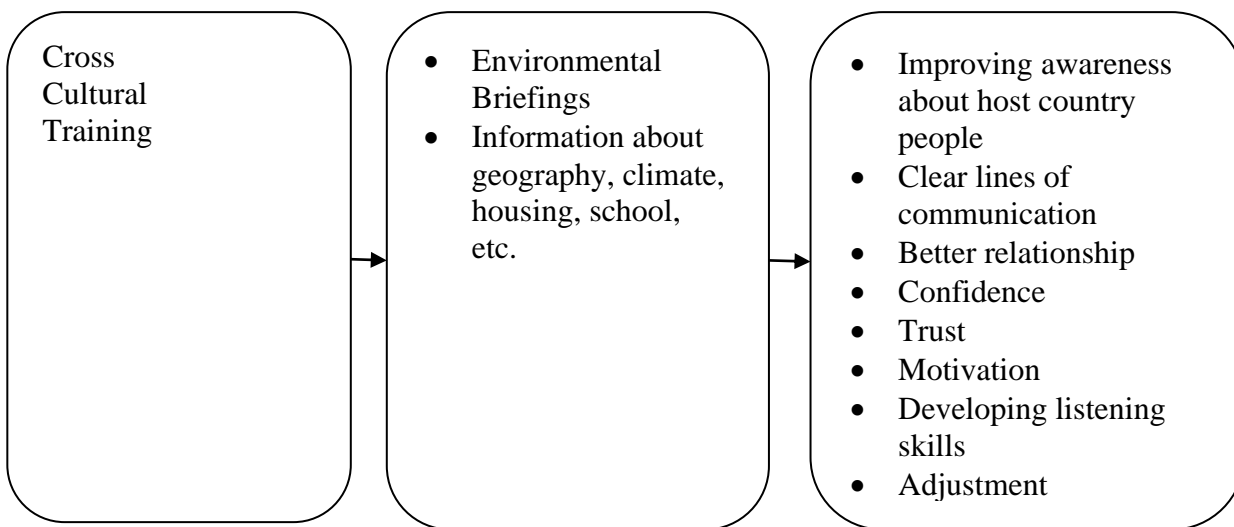 Cross
Cultural
Training
• Environmental
Briefings
• Information about
geography, climate,
housing, school,
etc.
• Improving awareness
about host country
people
• Clear lines of
communication
• Better relationship
• Confidence
• Trust
• Motivation
• Developing listening
skills
• Adjustment